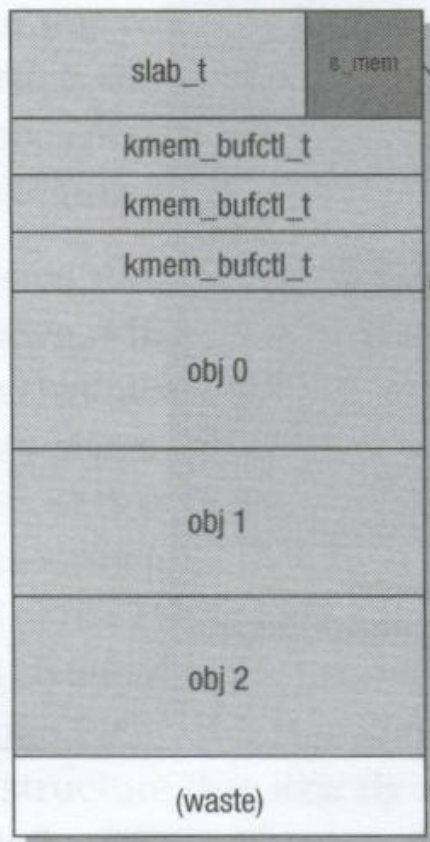 slab_t s_mem
kmem_bufctl_t
kmem_bufctl_t
kmem_bufctl_t
obj 0
obj 1
obj 2
(waste)